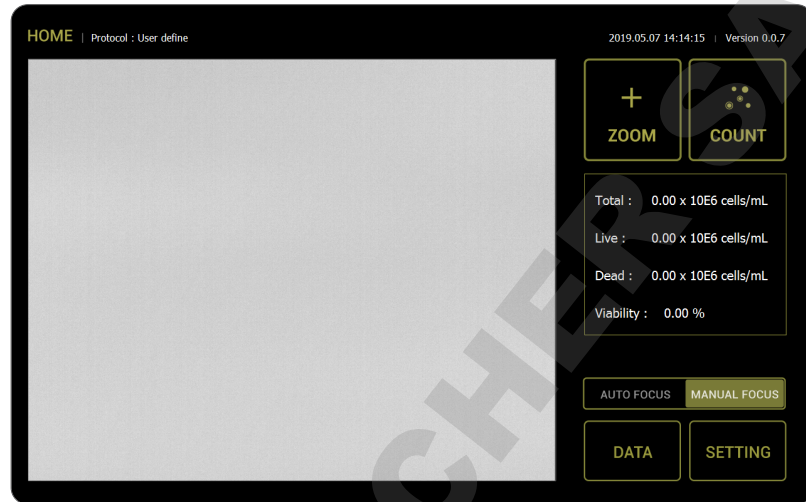 HOME | Protocol : User define
2019.05.07 14:14:15 | Version 0.0.7
+
ZOOM
COUNT
Total : 0.00 x 10E6 cells/mL
Live : 0.00 x 10E6 cells/mL
Dead : 0.00 x 10E6 cells/mL
Viability : 0.00 %
AUTO FOCUS
MANUAL FOCUS
DATA
SETTING
CHER SA